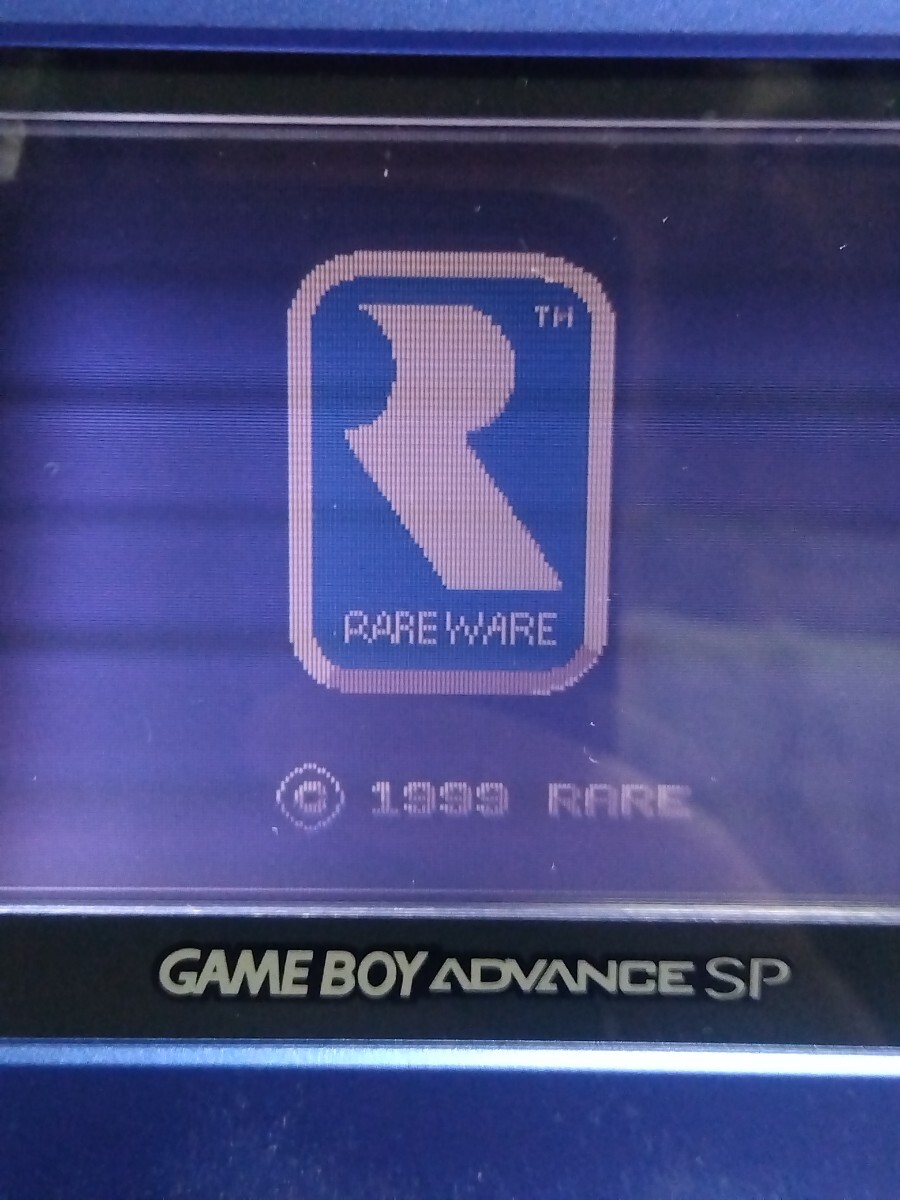 TM
RAREWARE
© 1999 RARE
GAME BOY ADVANCE SP